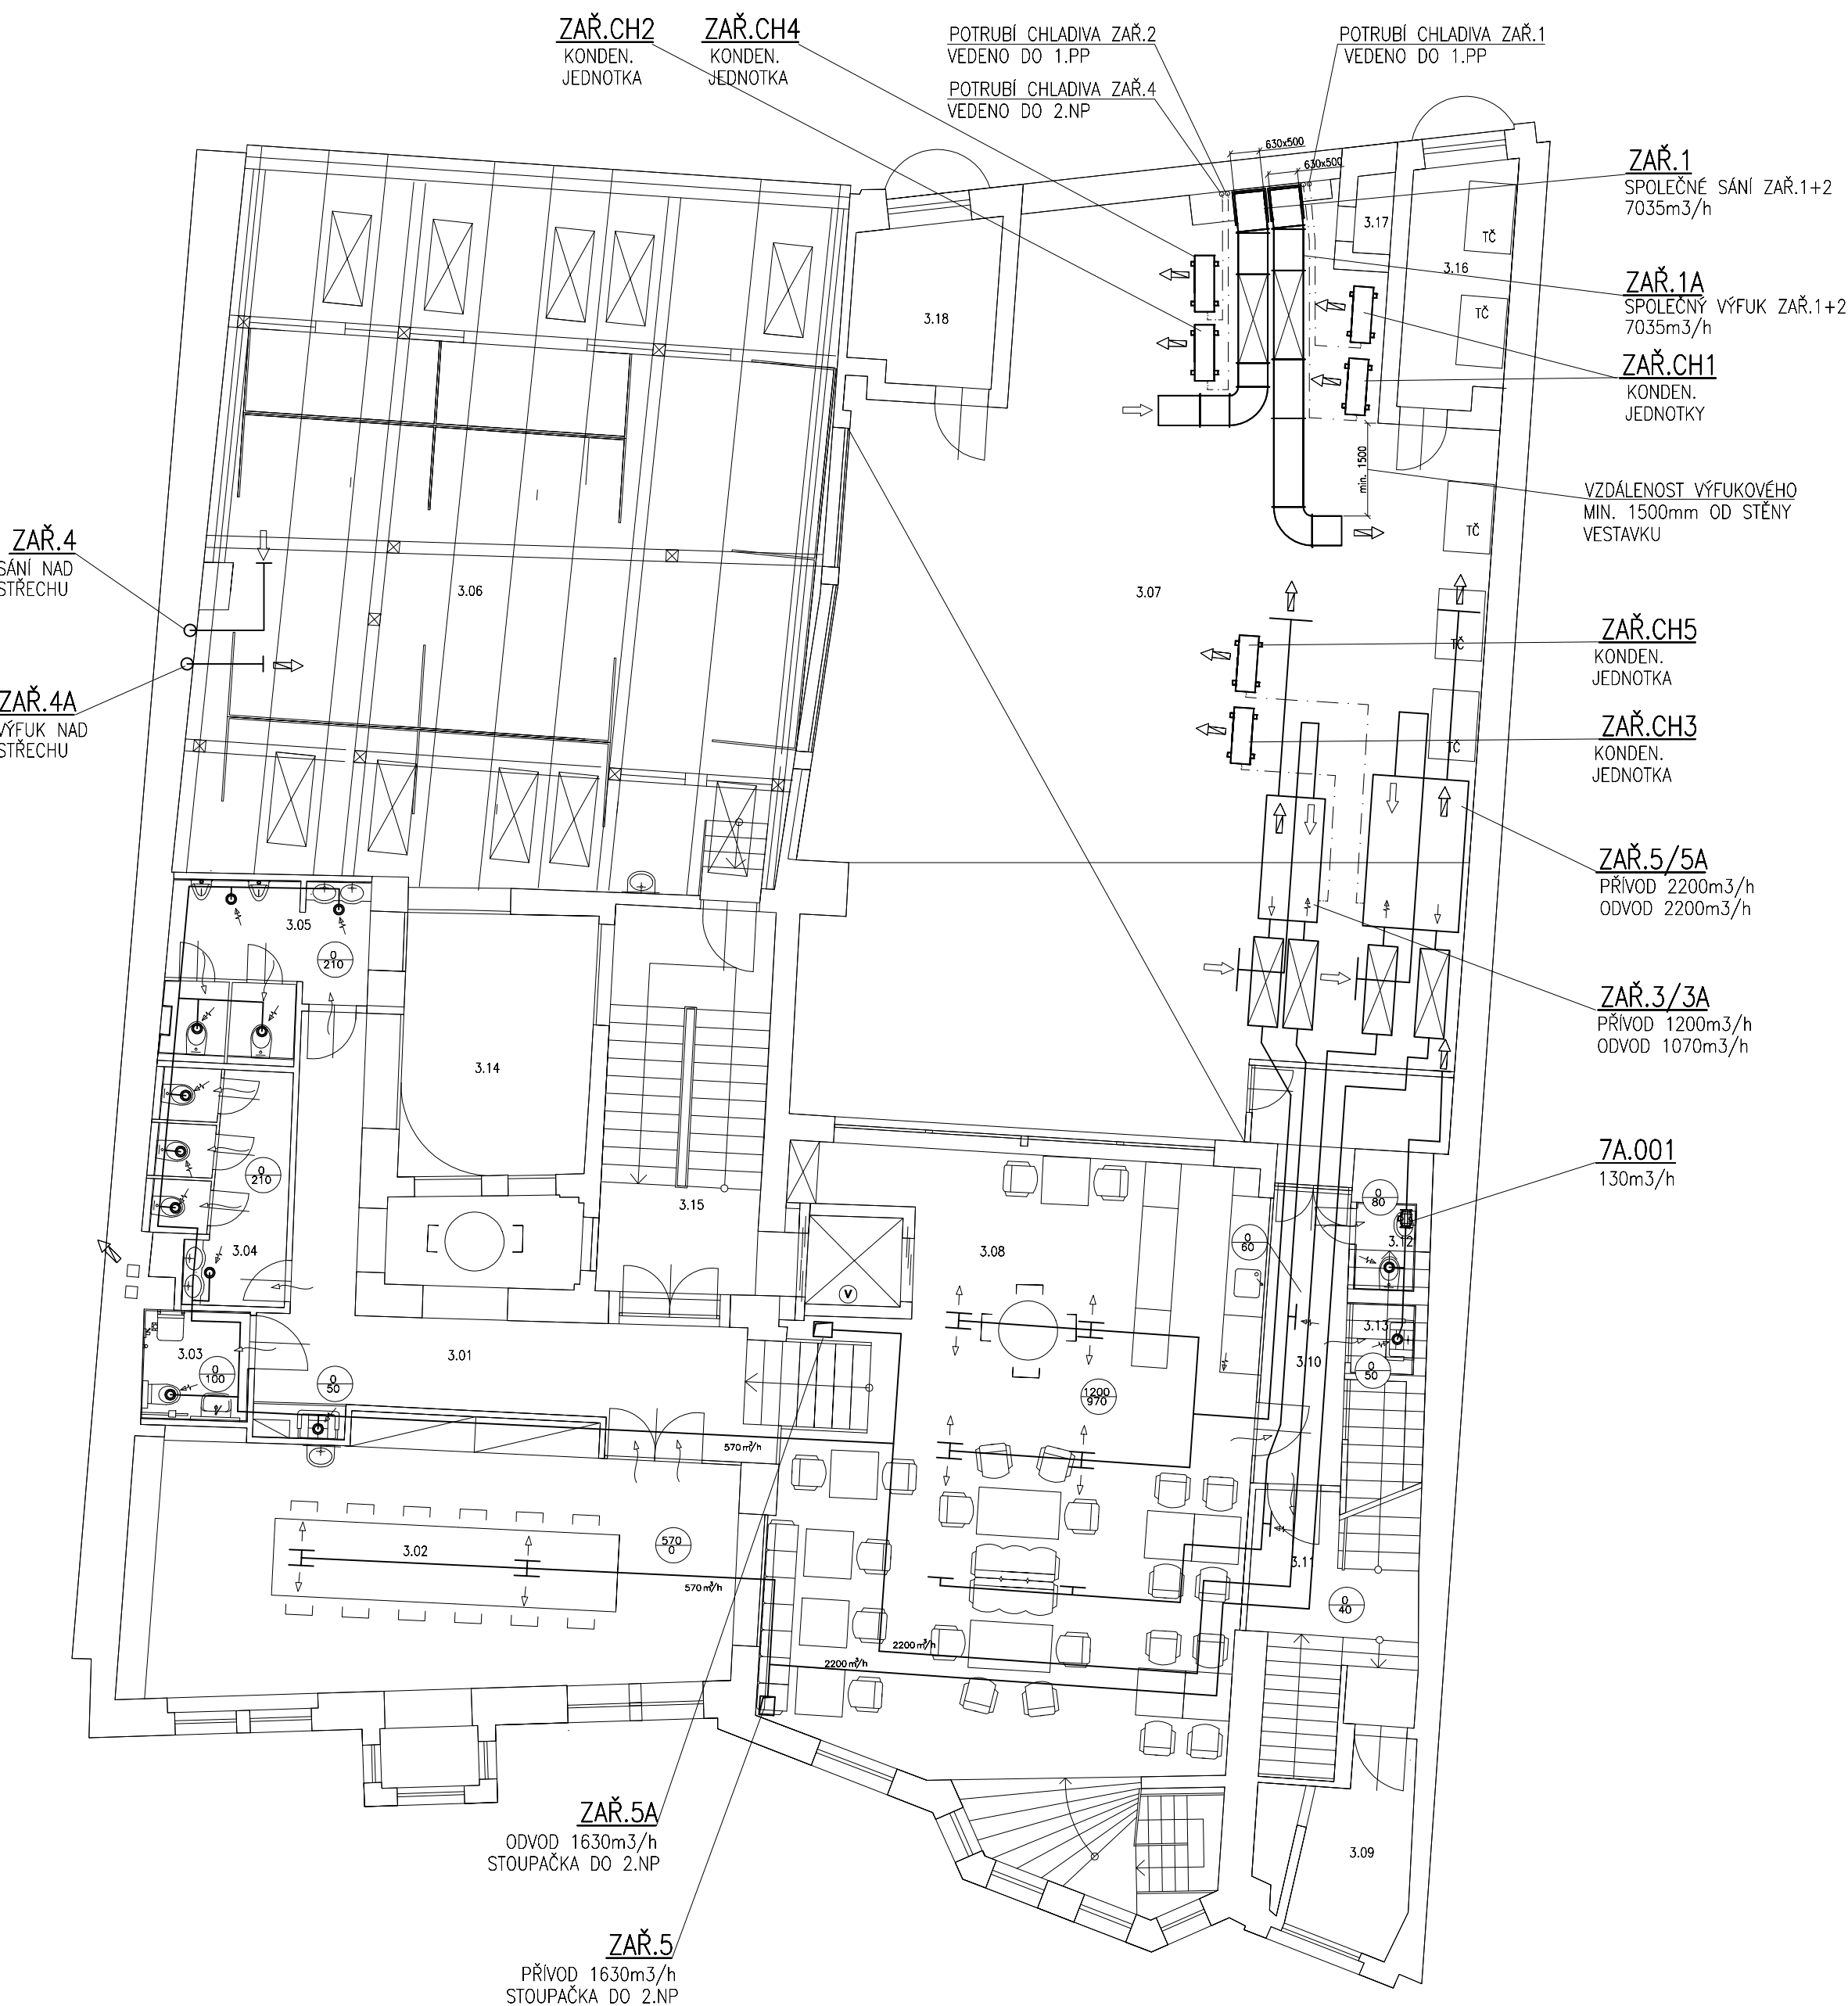 ZAŘ.CH2
KONDEN.
JEDNOTKA
ZAŘ.CH4
KONDEN.
JEDNOTKA
POTRUBÍ CHLADIVA ZAŘ.2
VEDENO DO 1.PP
POTRUBÍ CHLADIVA ZAŘ.4
VEDENO DO 2.NP
POTRUBÍ CHLADIVA ZAŘ.1
VEDENO DO 1.PP
630x500
630x500
ZAŘ.1
SPOLEČNÉ SÁNÍ ZAŘ.1+2
7035m3/h
ZAŘ.1A
SPOLEČNÝ VÝFUK ZAŘ.1+2
7035m3/h
ZAŘ.CH1
KONDEN.
JEDNOTKY
3.17
3.16
TČ
TČ
3.18
min. 1500
VZDÁLENOST VÝFUKOVÉHO
MIN. 1500mm OD STĚNY
VESTAVKU
TČ
ZAŘ.4
SÁNÍ NAD
STŘECHU
3.06
3.07
ZAŘ.4A
VÝFUK NAD
STŘECHU
TČ
TČ
ZAŘ.CH5
KONDEN.
JEDNOTKA
ZAŘ.CH3
KONDEN.
JEDNOTKA
ZAŘ.5/5A
PŘÍVOD 2200m3/h
ODVOD 2200m3/h
ZAŘ.3/3A
PŘÍVOD 1200m3/h
ODVOD 1070m3/h
3.05
0
210
3.14
0
210
3.04
3.15
3.08
7A.001
130m3/h
0
80
3.12
0
60
V
3.03
0
100
3.01
0
50
3.13
3.10
0
50
1200
970
570 m³/h
3.02
570
0
570 m³/h
3.11
0
40
2200 m³/h
2200 m³/h
ZAŘ.5A
ODVOD 1630m3/h
STOUPAČKA DO 2.NP
3.09
ZAŘ.5
PŘÍVOD 1630m3/h
STOUPAČKA DO 2.NP